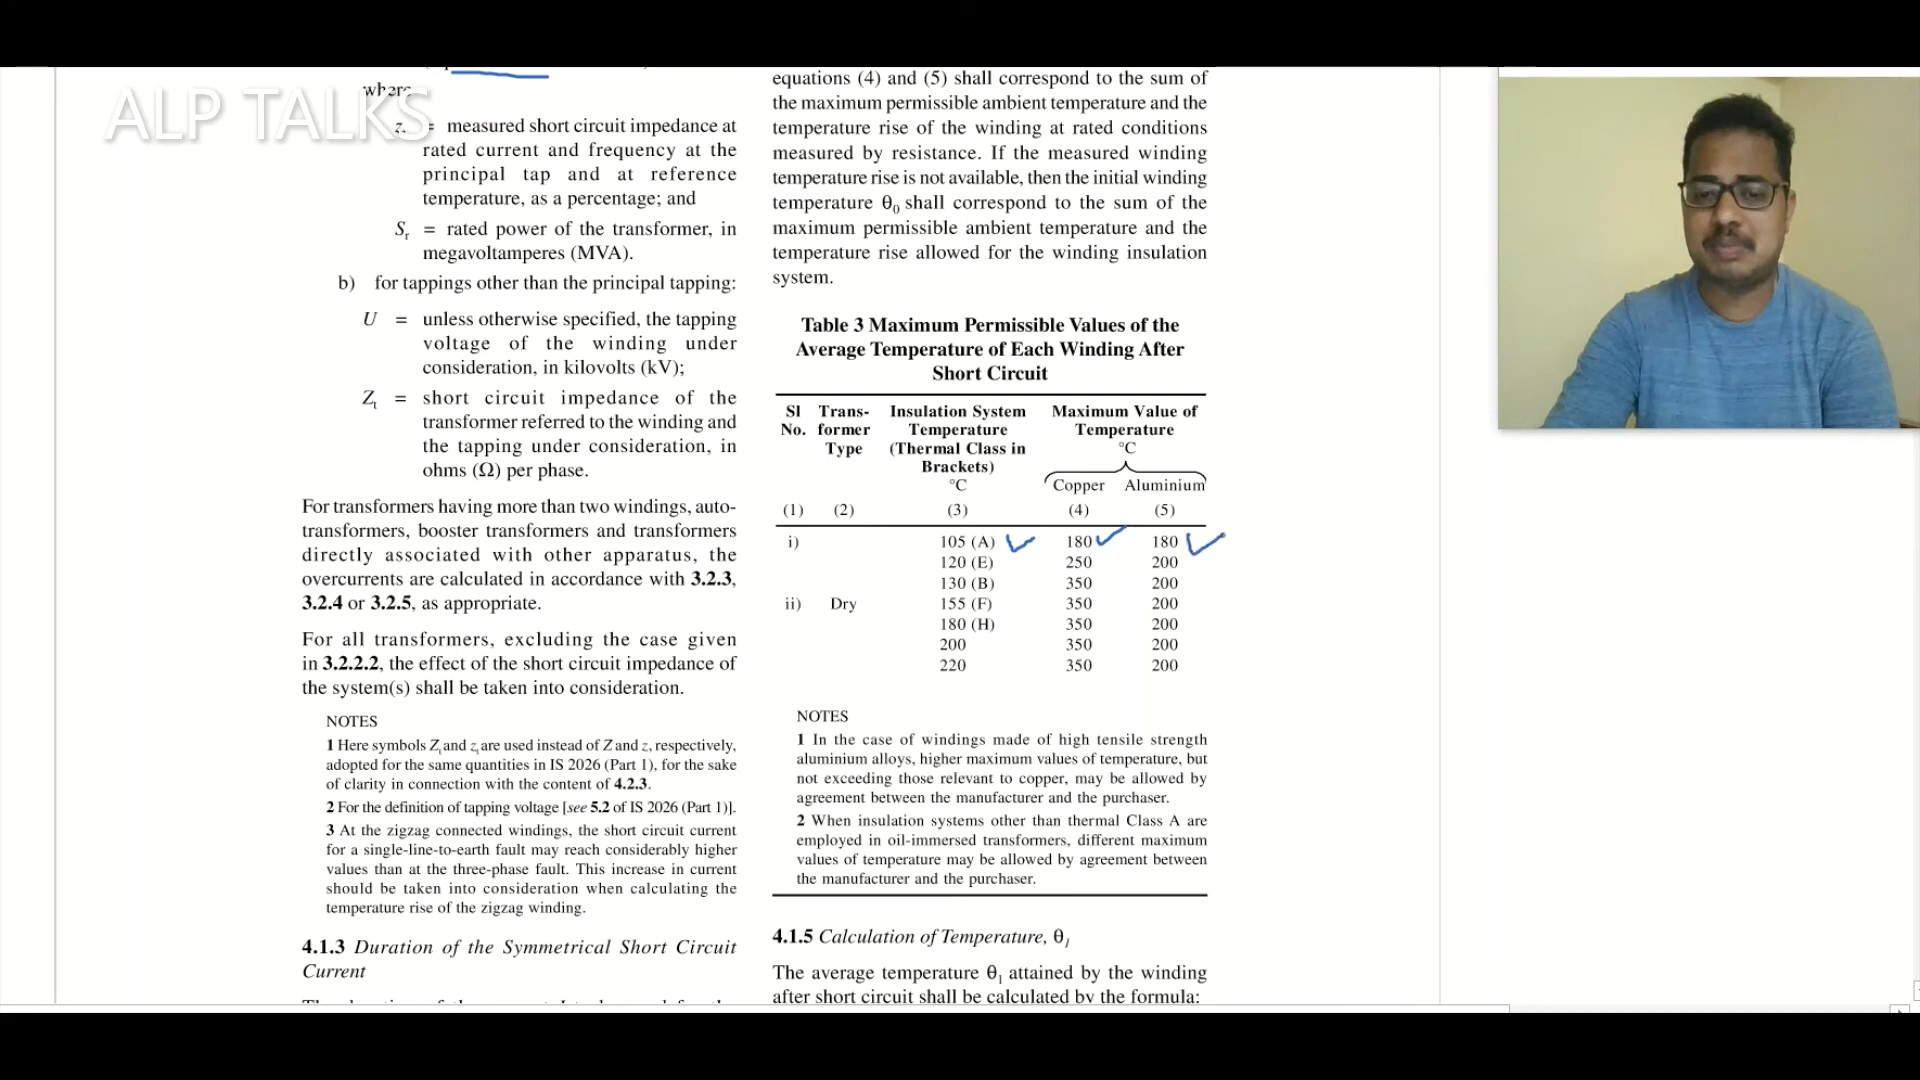 ALP TALKS
where
= measured short circuit impedance at
rated current and frequency at the
principal tap and at reference
temperature, as a percentage; and
Sr = rated power of the transformer, in
megavoltamperes (MVA).
b) for tappings other than the principal tapping:
U = unless otherwise specified, the tapping
voltage of the winding under
consideration, in kilovolts (kV);
Zt = short circuit impedance of the
transformer referred to the winding and
the tapping under consideration, in
ohms (Ω) per phase.
For transformers having more than two windings, auto-
transformers, booster transformers and transformers
directly associated with other apparatus, the
overcurrents are calculated in accordance with 3.2.3,
3.2.4 or 3.2.5, as appropriate.
For all transformers, excluding the case given
in 3.2.2.2, the effect of the short circuit impedance of
the system(s) shall be taken into consideration.
NOTES
1 Here symbols Zt and zt are used instead of Z and z, respectively,
adopted for the same quantities in IS 2026 (Part 1), for the sake
of clarity in connection with the content of 4.2.3.
2 For the definition of tapping voltage [see 5.2 of IS 2026 (Part 1)].
3 At the zigzag connected windings, the short circuit current
for a single-line-to-earth fault may reach considerably higher
values than at the three-phase fault. This increase in current
should be taken into consideration when calculating the
temperature rise of the zigzag winding.
4.1.3 Duration of the Symmetrical Short Circuit
Current
equations (4) and (5) shall correspond to the sum of
the maximum permissible ambient temperature and the
temperature rise of the winding at rated conditions
measured by resistance. If the measured winding
temperature rise is not available, then the initial winding
temperature θ0 shall correspond to the sum of the
maximum permissible ambient temperature and the
temperature rise allowed for the winding insulation
system.
Table 3 Maximum Permissible Values of the
Average Temperature of Each Winding After
Short Circuit
Sl Trans- Insulation System Maximum Value of
No. former Temperature Temperature
Type (Thermal Class in °C
Brackets)
°C Copper Aluminium
(1) (2) (3) (4) (5)
i) 105 (A) 180 180
120 (E) 250 200
130 (B) 350 200
ii) Dry 155 (F) 350 200
180 (H) 350 200
200 350 200
220 350 200
NOTES
1 In the case of windings made of high tensile strength
aluminium alloys, higher maximum values of temperature, but
not exceeding those relevant to copper, may be allowed by
agreement between the manufacturer and the purchaser.
2 When insulation systems other than thermal Class A are
employed in oil-immersed transformers, different maximum
values of temperature may be allowed by agreement between
the manufacturer and the purchaser.
4.1.5 Calculation of Temperature, θ1
The average temperature θ1 attained by the winding
after short circuit shall be calculated by the formula: